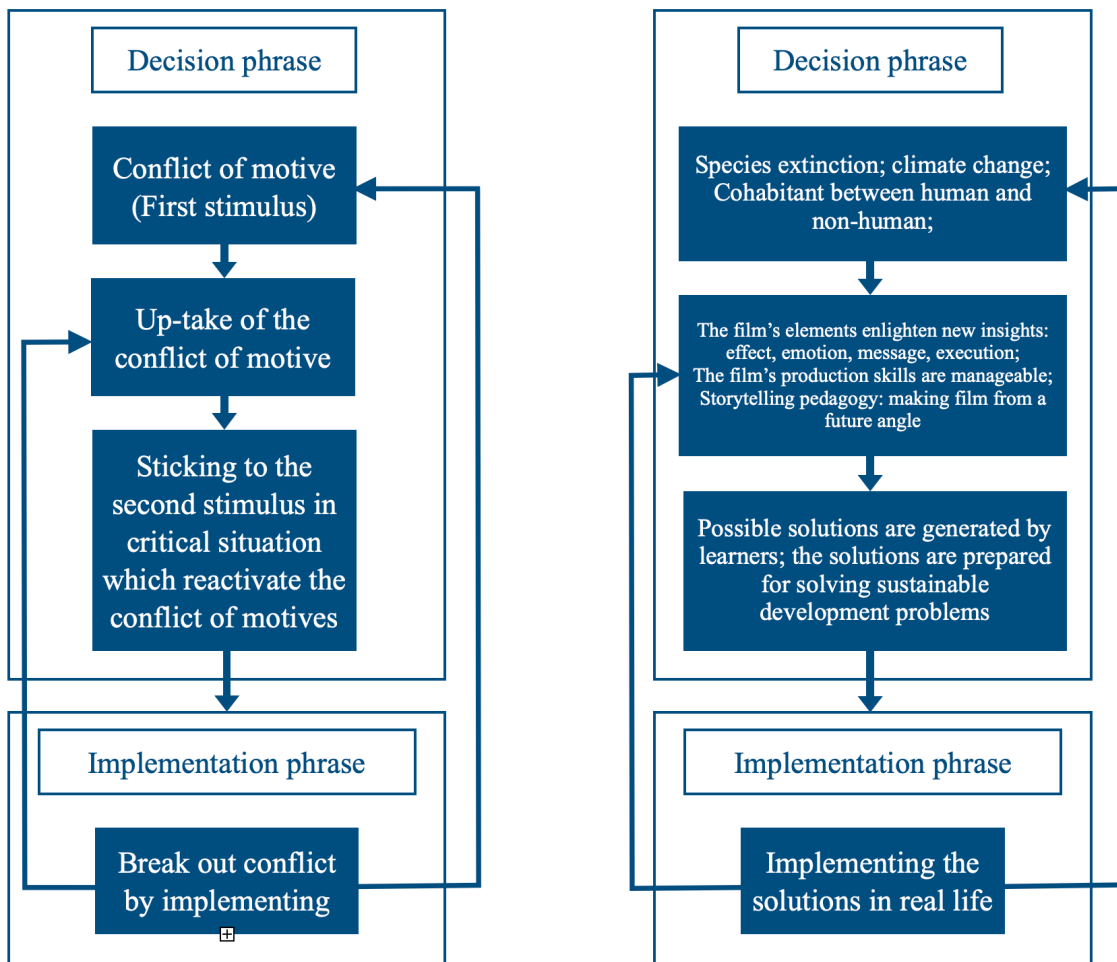 Decision phrase
Conflict of motive
(First stimulus)
Up-take of the
conflict of motive
Sticking to the
second stimulus in
critical situation
which reactivate the
conflict of motives
Implementation phrase
Break out conflict
by implementing
Decision phrase
Species extinction; climate change;
Cohabitant between human and
non-human;
The film’s elements enlighten new insights:
effect, emotion, message, execution;
The film’s production skills are manageable;
Storytelling pedagogy: making film from a
future angle
Possible solutions are generated by
learners; the solutions are prepared
for solving sustainable
development problems
Implementation phrase
Implementing the
solutions in real life